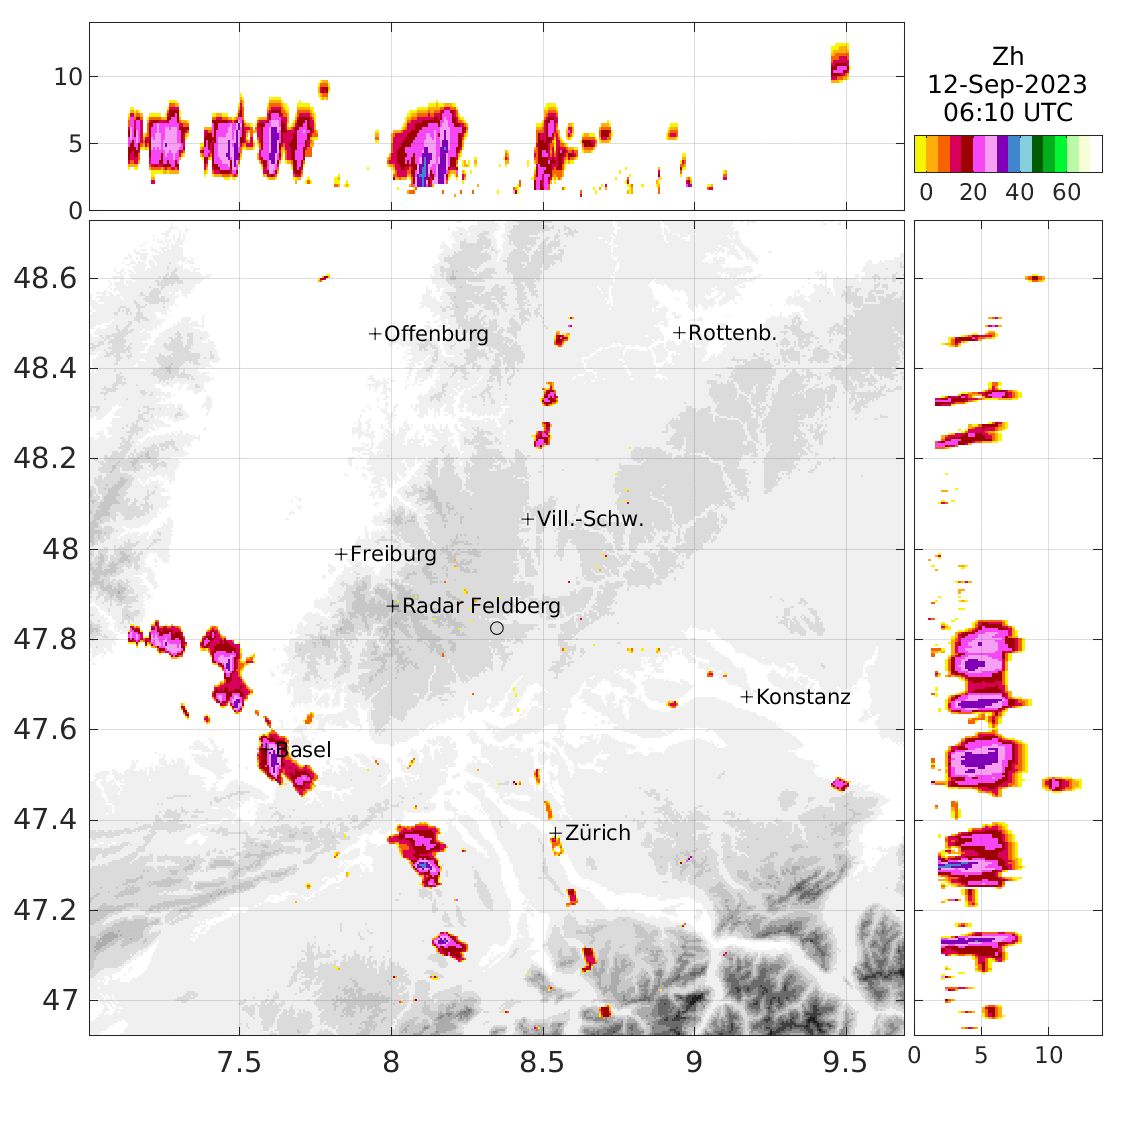 10
5
0
Zh
12-Sep-2023
06:10 UTC
0 20 40 60
48.6
48.4
48.2
48
47.8
47.6
47.4
47.2
47
+Offenburg
+Rottenb.
+Vill.-Schw.
+Freiburg
+Radar Feldberg
+Konstanz
+Basel
+Zürich
7.5 8 8.5 9 9.5
0 5 10